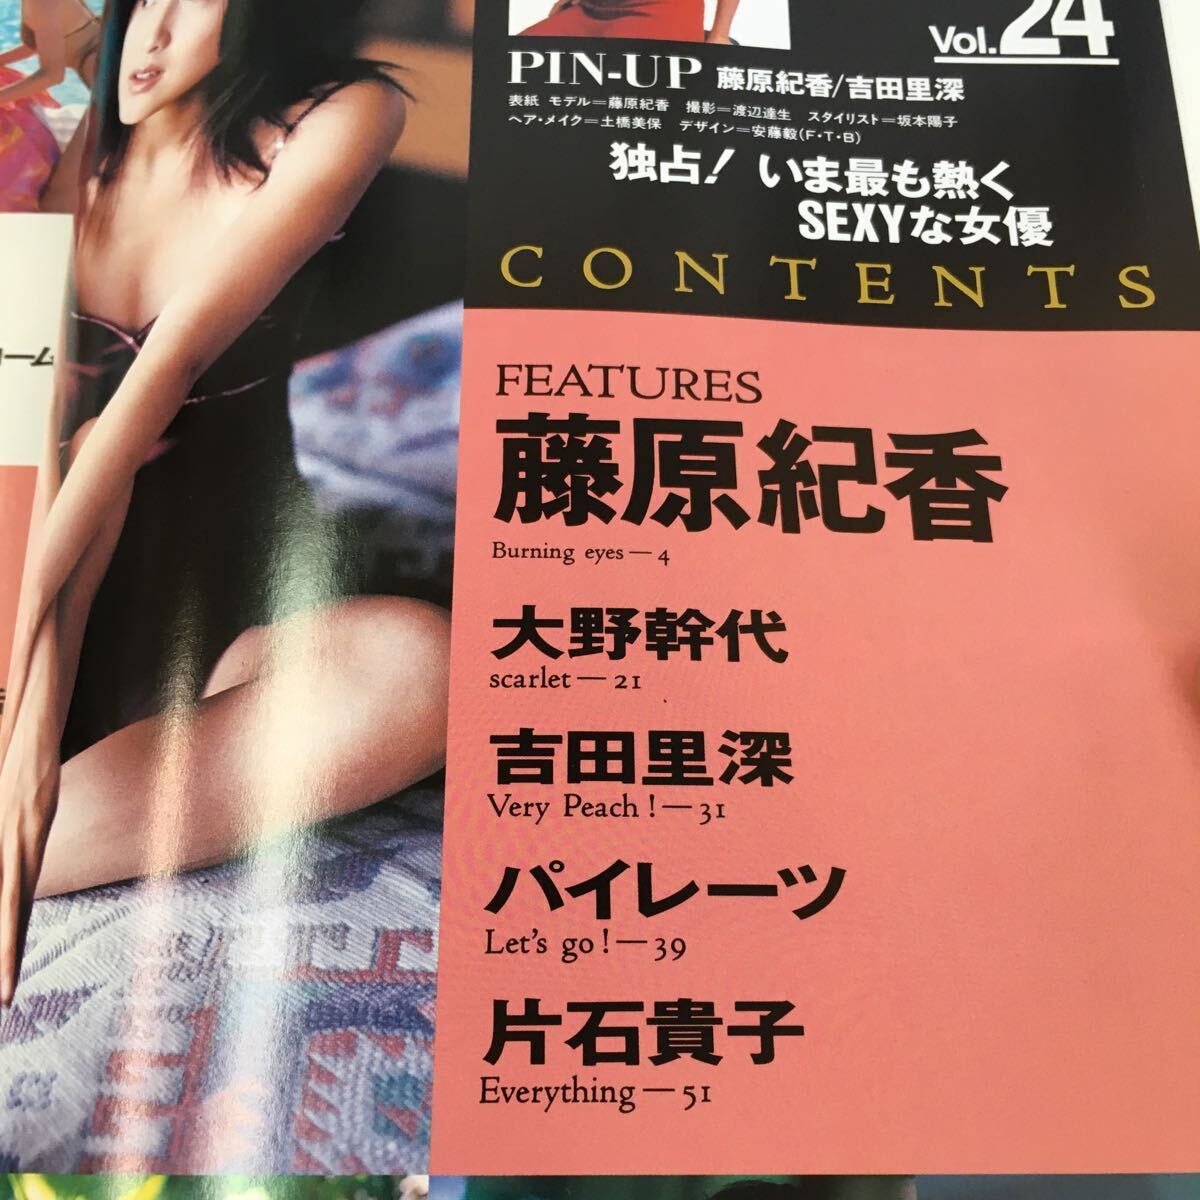 Vol.24
PIN-UP 藤原紀香/吉田里深
表紙 モデル=藤原紀香 撮影=渡辺達生 スタイリスト=坂本陽子
ヘア・メイク=土橋美保 デザイン=安藤毅(F・T・B)
独占! いま最も熱く
SEXYな女優
CONTENTS
FEATURES
藤原紀香
Burning eyes—4
大野幹代
scarlet—21
吉田里深
Very Peach!—31
パイレーツ
Let's go!—39
片石貴子
Everything—51